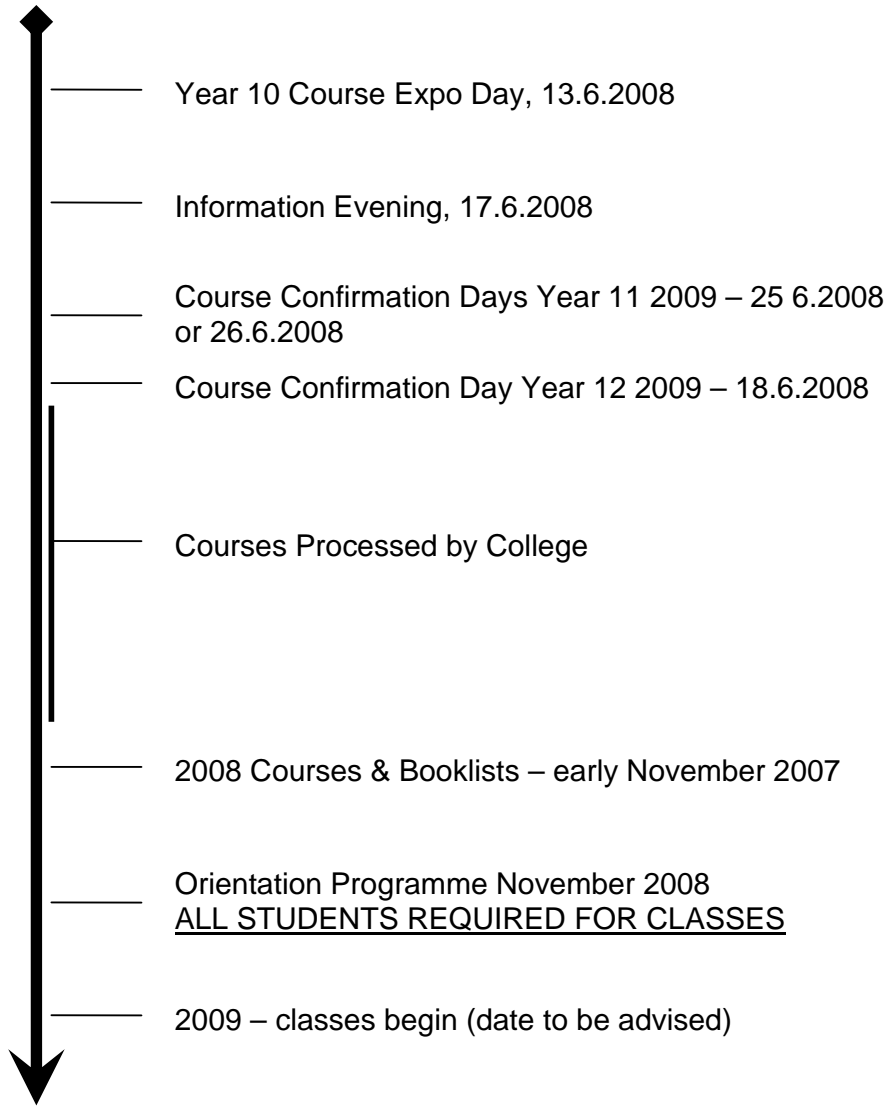 Year 10 Course Expo Day, 13.6.2008
Information Evening, 17.6.2008
Course Confirmation Days Year 11 2009 – 25 6.2008
or 26.6.2008
Course Confirmation Day Year 12 2009 – 18.6.2008
Courses Processed by College
2008 Courses & Booklists – early November 2007
Orientation Programme November 2008
ALL STUDENTS REQUIRED FOR CLASSES
2009 – classes begin (date to be advised)